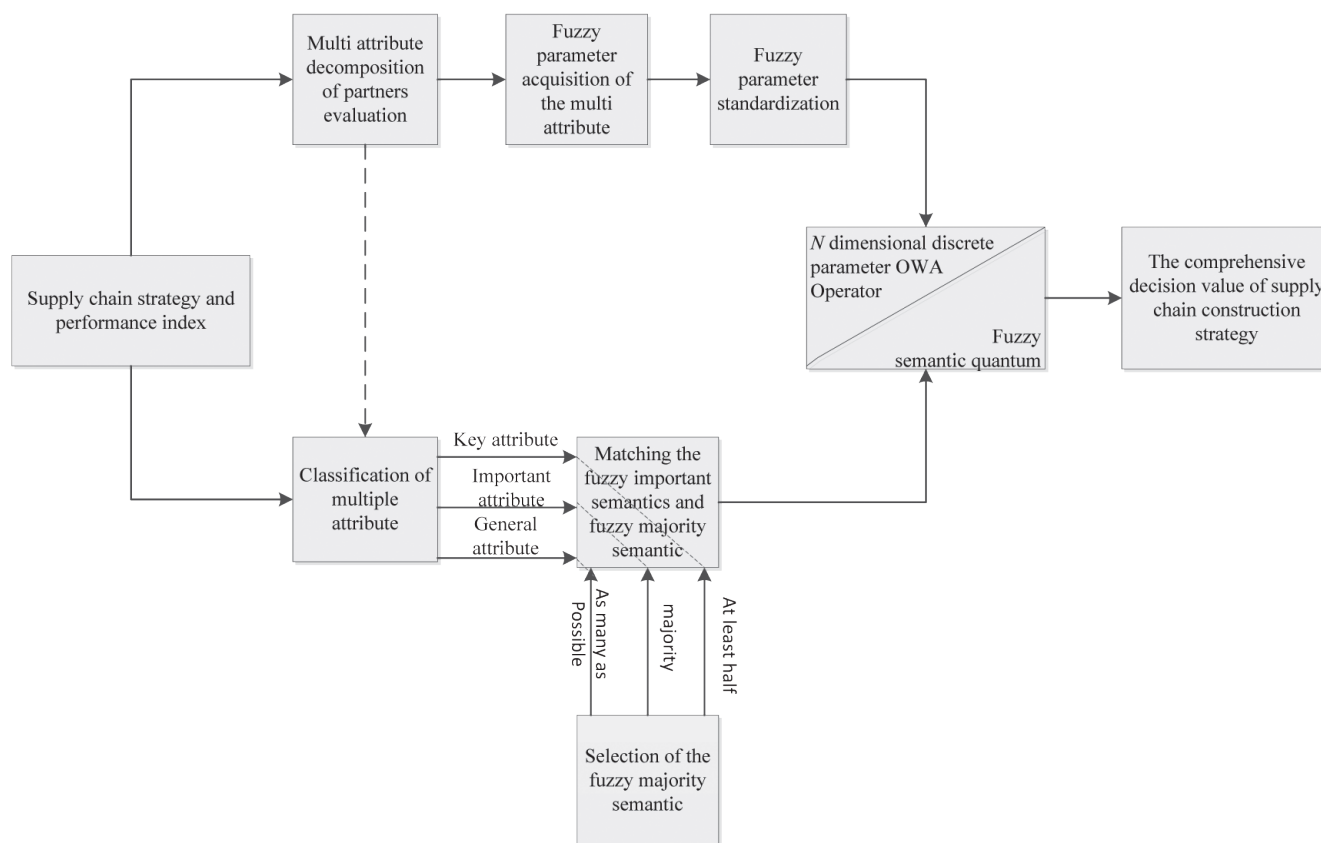 Multi attribute
decomposition
of partners
evaluation
Fuzzy
parameter
acquisition of
the multi
attribute
Fuzzy
parameter
standardization
Supply chain strategy and
performance index
N dimensional discrete
parameter OWA
Operator
Fuzzy
semantic quantum
The comprehensive
decision value of supply
chain construction
strategy
Classification of
multiple
attribute
Key attribute
Important
attribute
General
attribute
Matching the
fuzzy important
semantics and
fuzzy majority
semantic
As many as
Possible
majority
At least half
Selection of the
fuzzy majority
semantic